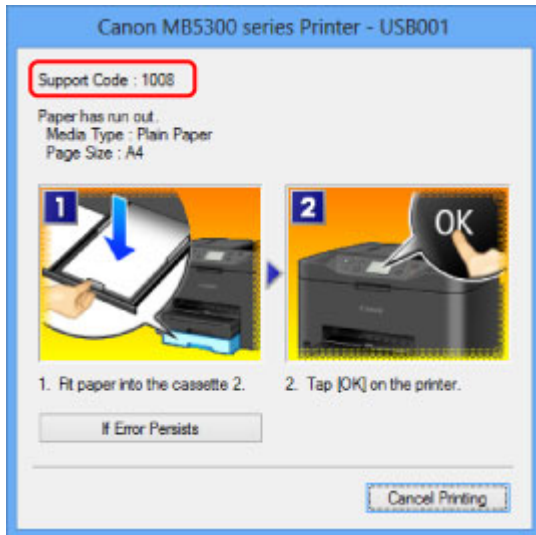 Canon MB5300 series Printer - USB001
Support Code : 1008
Paper has run out.
Media Type : Plain Paper
Page Size : A4
1
2
OK
Canon
1. Fit paper into the cassette 2.
2. Tap [OK] on the printer.
If Error Persists
Cancel Printing